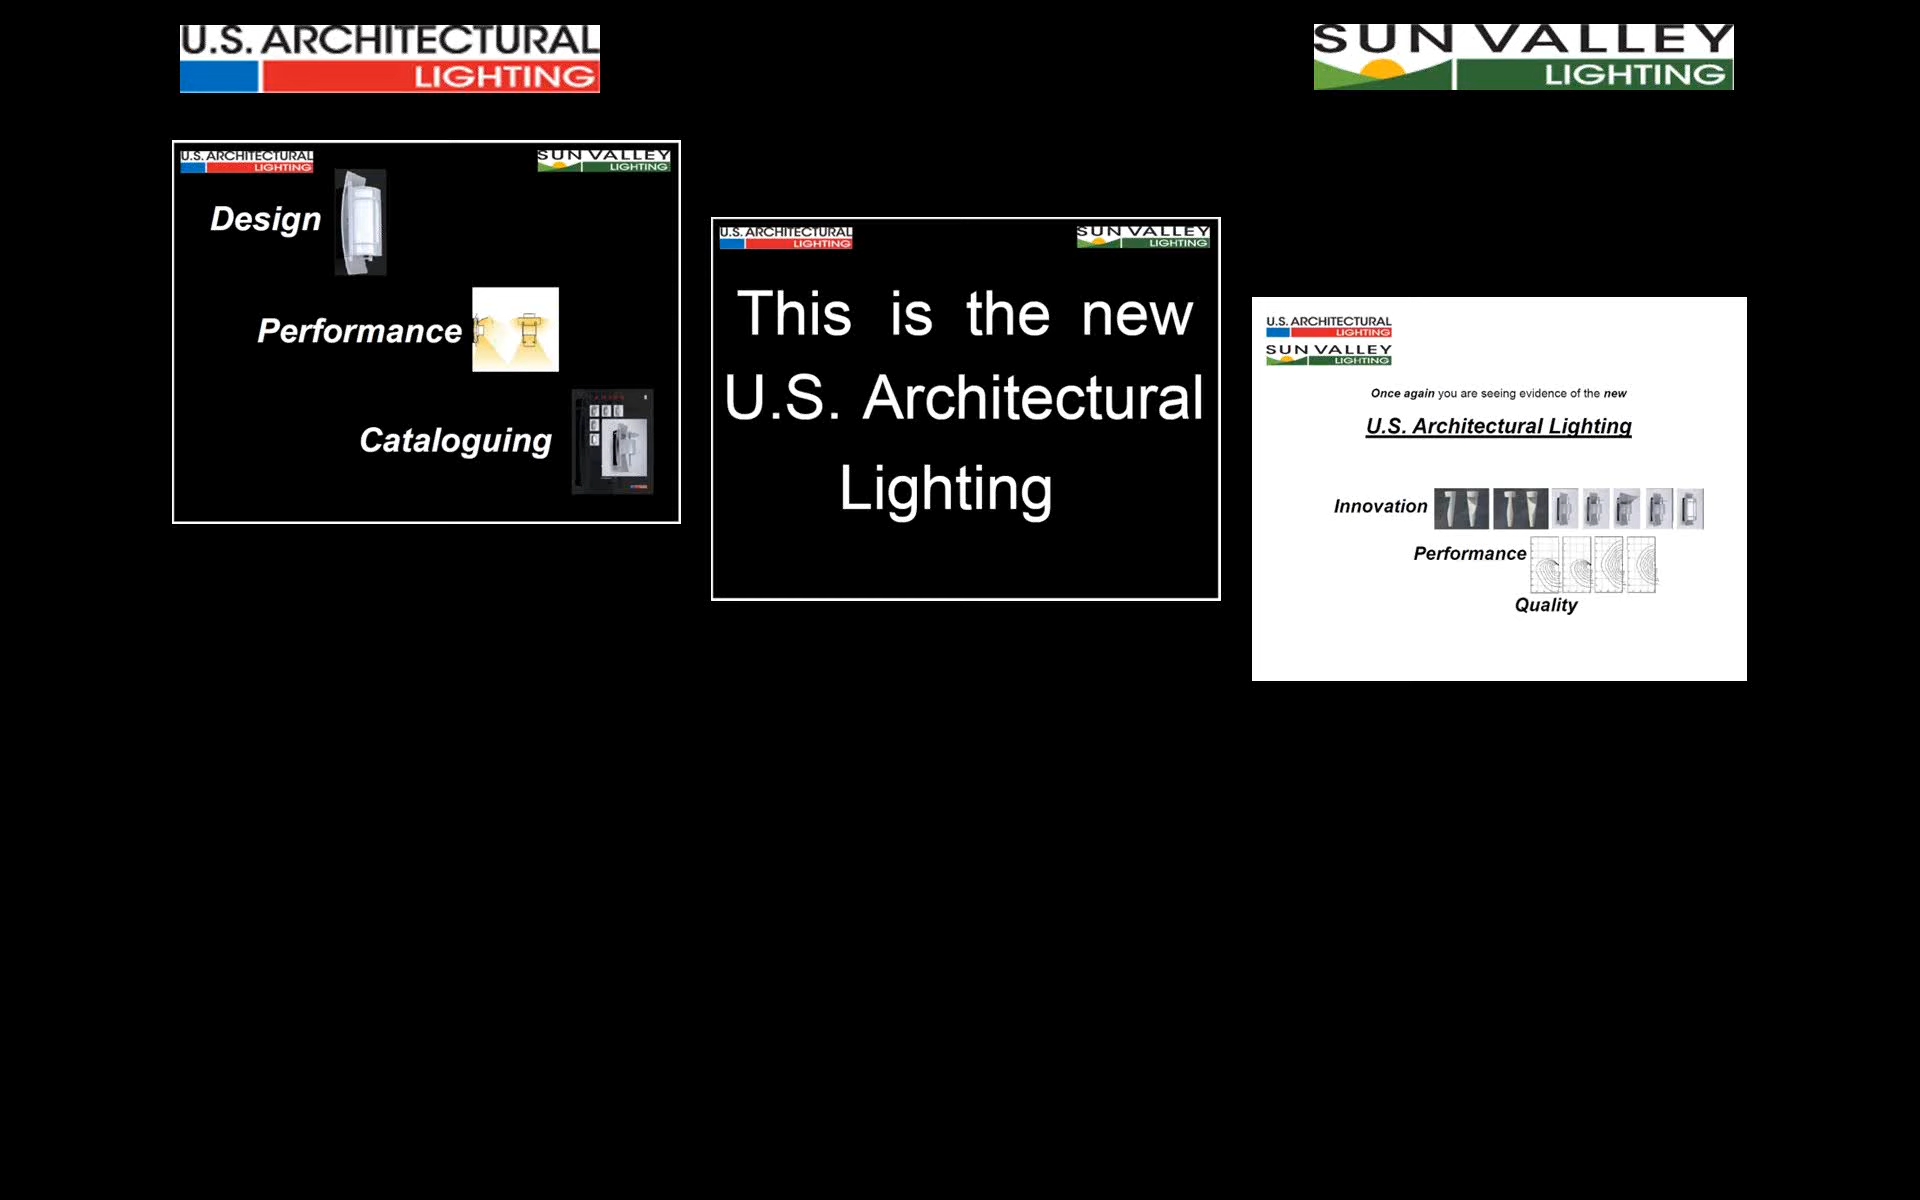 U.S. ARCHITECTURAL
LIGHTING
SUN VALLEY
LIGHTING
U.S. ARCHITECTURAL
LIGHTING
SUN VALLEY
LIGHTING
Design
Performance
Cataloguing
U.S. ARCHITECTURAL
LIGHTING
SUN VALLEY
LIGHTING
This is the new
U.S. Architectural
Lighting
U.S. ARCHITECTURAL
LIGHTING
SUN VALLEY
LIGHTING
Once again you are seeing evidence of the new
U.S. Architectural Lighting
Innovation
Performance
Quality